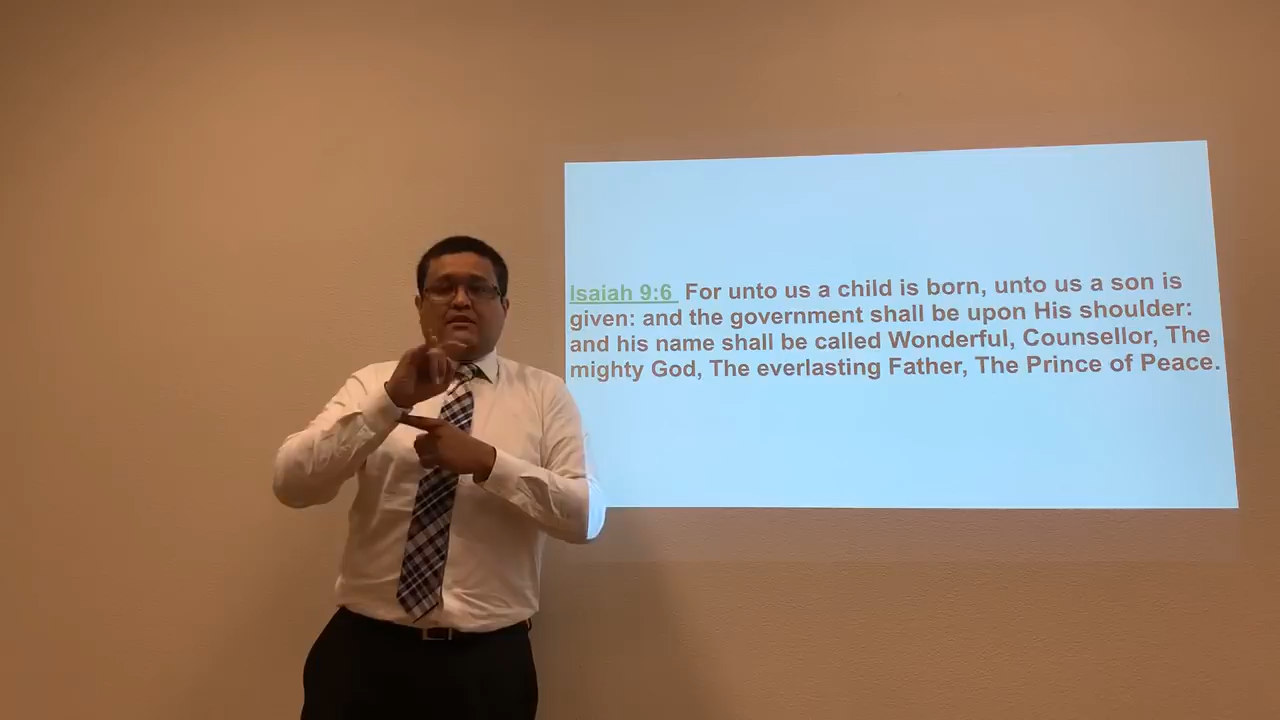 Isaiah 9:6 For unto us a child is born, unto us a son is
given: and the government shall be upon His shoulder:
and his name shall be called Wonderful, Counsellor, The
mighty God, The everlasting Father, The Prince of Peace.